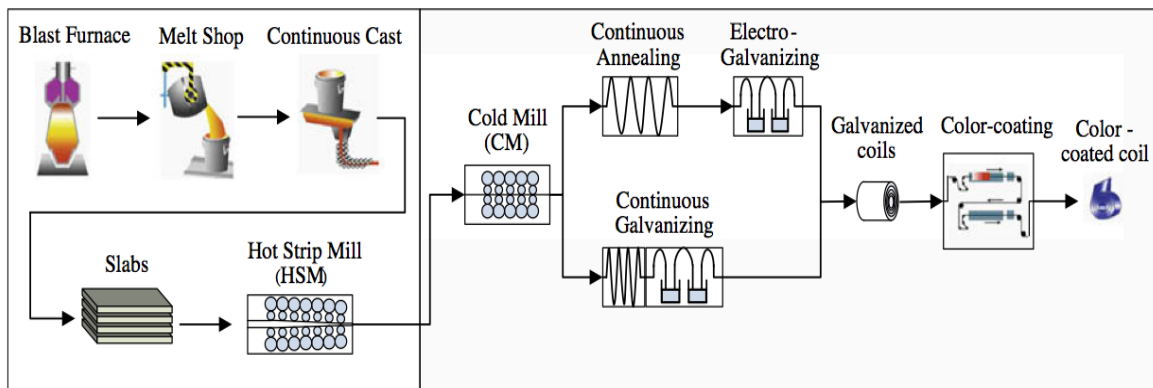 Blast Furnace
Melt Shop
Continuous Cast
Slabs
Hot Strip Mill
(HSM)
Cold Mill
(CM)
Continuous
Annealing
Electro-
Galvanizing
Continuous
Galvanizing
Galvanized
coils
Color-coating
Color -
coated coil